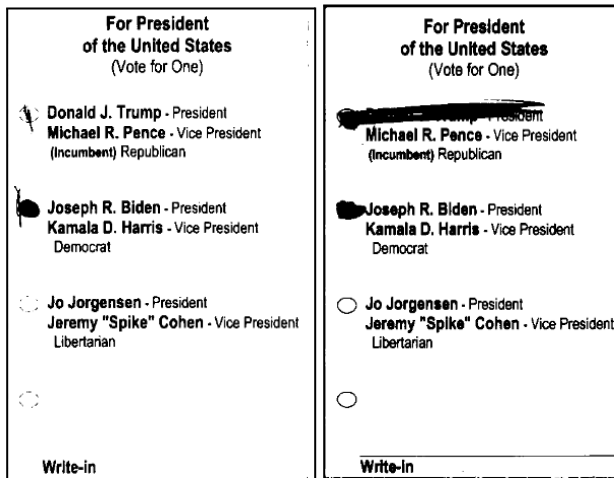 For President
of the United States
(Vote for One)
Donald J. Trump - President
Michael R. Pence - Vice President
(Incumbent) Republican
Joseph R. Biden - President
Kamala D. Harris - Vice President
Democrat
Jo Jorgensen - President
Jeremy "Spike" Cohen - Vice President
Libertarian
Write-in
For President
of the United States
(Vote for One)
President
Michael R. Pence - Vice President
(Incumbent) Republican
Joseph R. Biden - President
Kamala D. Harris - Vice President
Democrat
Jo Jorgensen - President
Jeremy "Spike" Cohen - Vice President
Libertarian
Write-in